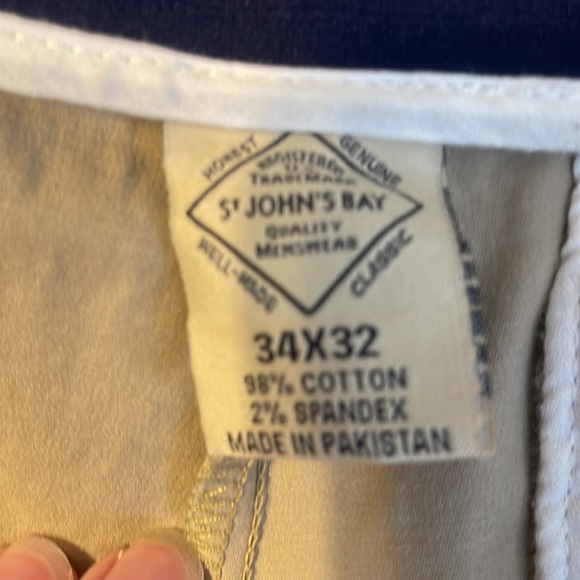 HONEST
GENUINE
REGISTERED
TRADEMARK
ST JOHN'S BAY
QUALITY
MENSWEAR
WELL-MADE
CLASSIC
34X32
98% COTTON
2% SPANDEX
MADE IN PAKISTAN